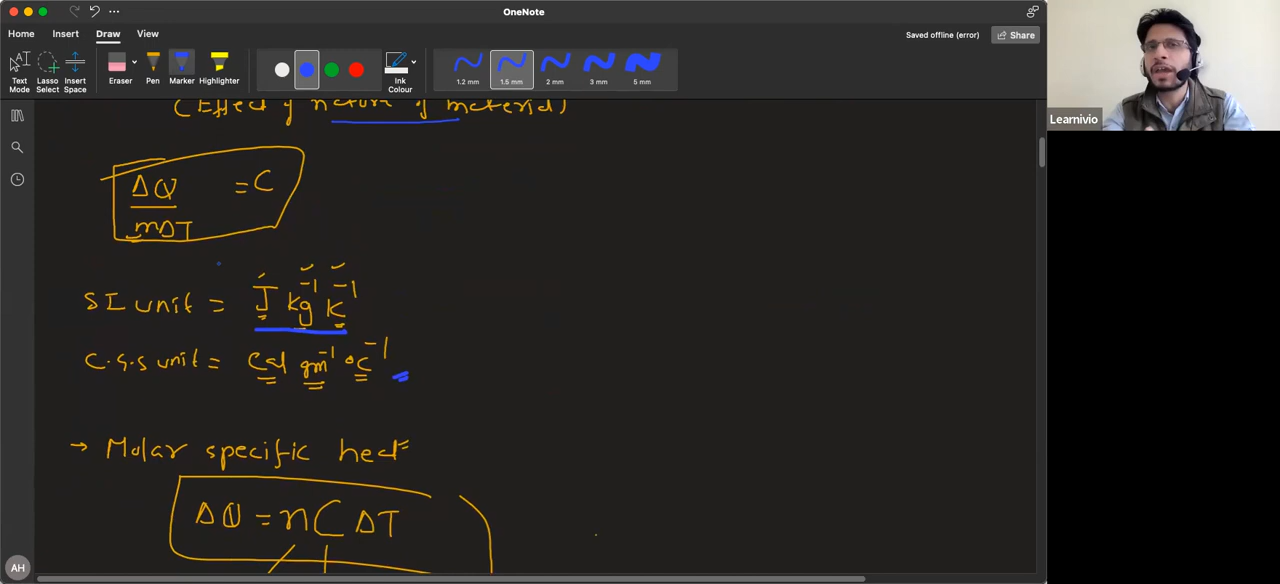 OneNote
Home Insert Draw View
Saved offline (error) Share
Text Mode
Lasso Select
Insert Space
Eraser
Pen
Marker
Highlighter
Ink Colour
1.2 mm
1.5 mm
2 mm
3 mm
5 mm
Learnivio
(Effect of nature of material)
ΔQ = C
mΔT
SI unit = J kg⁻¹ K⁻¹
C.G.S unit = Cal gm⁻¹ °C⁻¹
→ Molar specific heat
ΔQ = nCΔT
AH